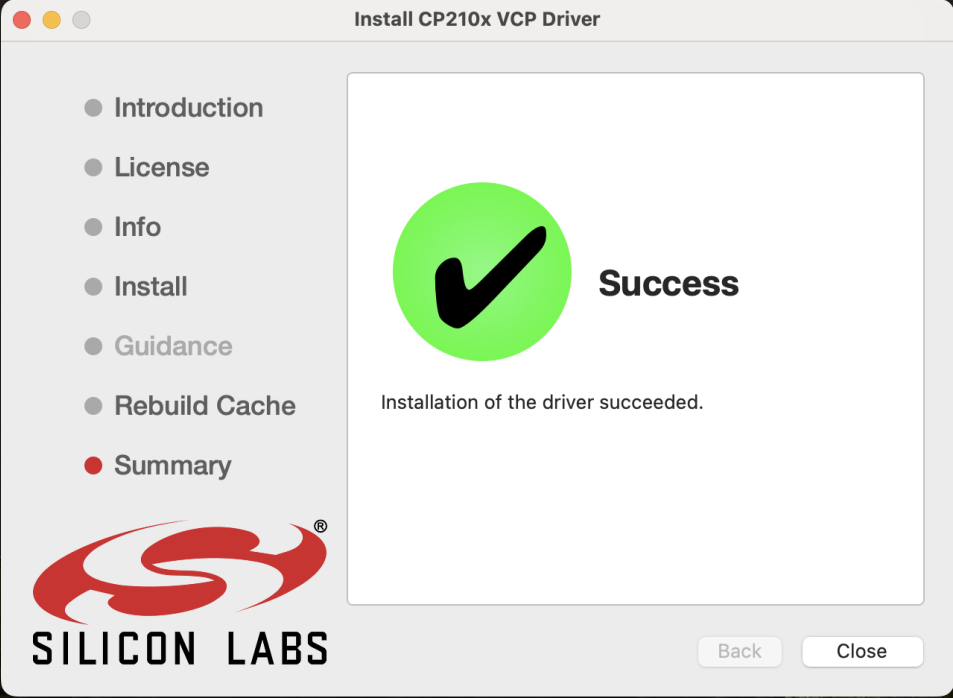 Install CP210x VCP Driver
Introduction
License
Info
Install
Guidance
Rebuild Cache
Summary
Success
Installation of the driver succeeded.
®
SILICON LABS
Back
Close